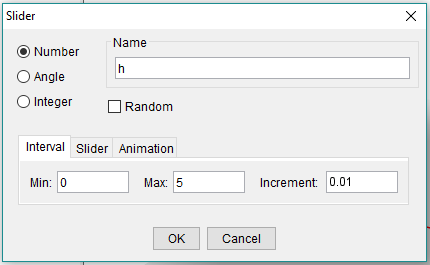 Slider
Number
Name
h
Angle
Integer
Random
Interval Slider Animation
Min: 0 Max: 5 Increment: 0.01
OK Cancel